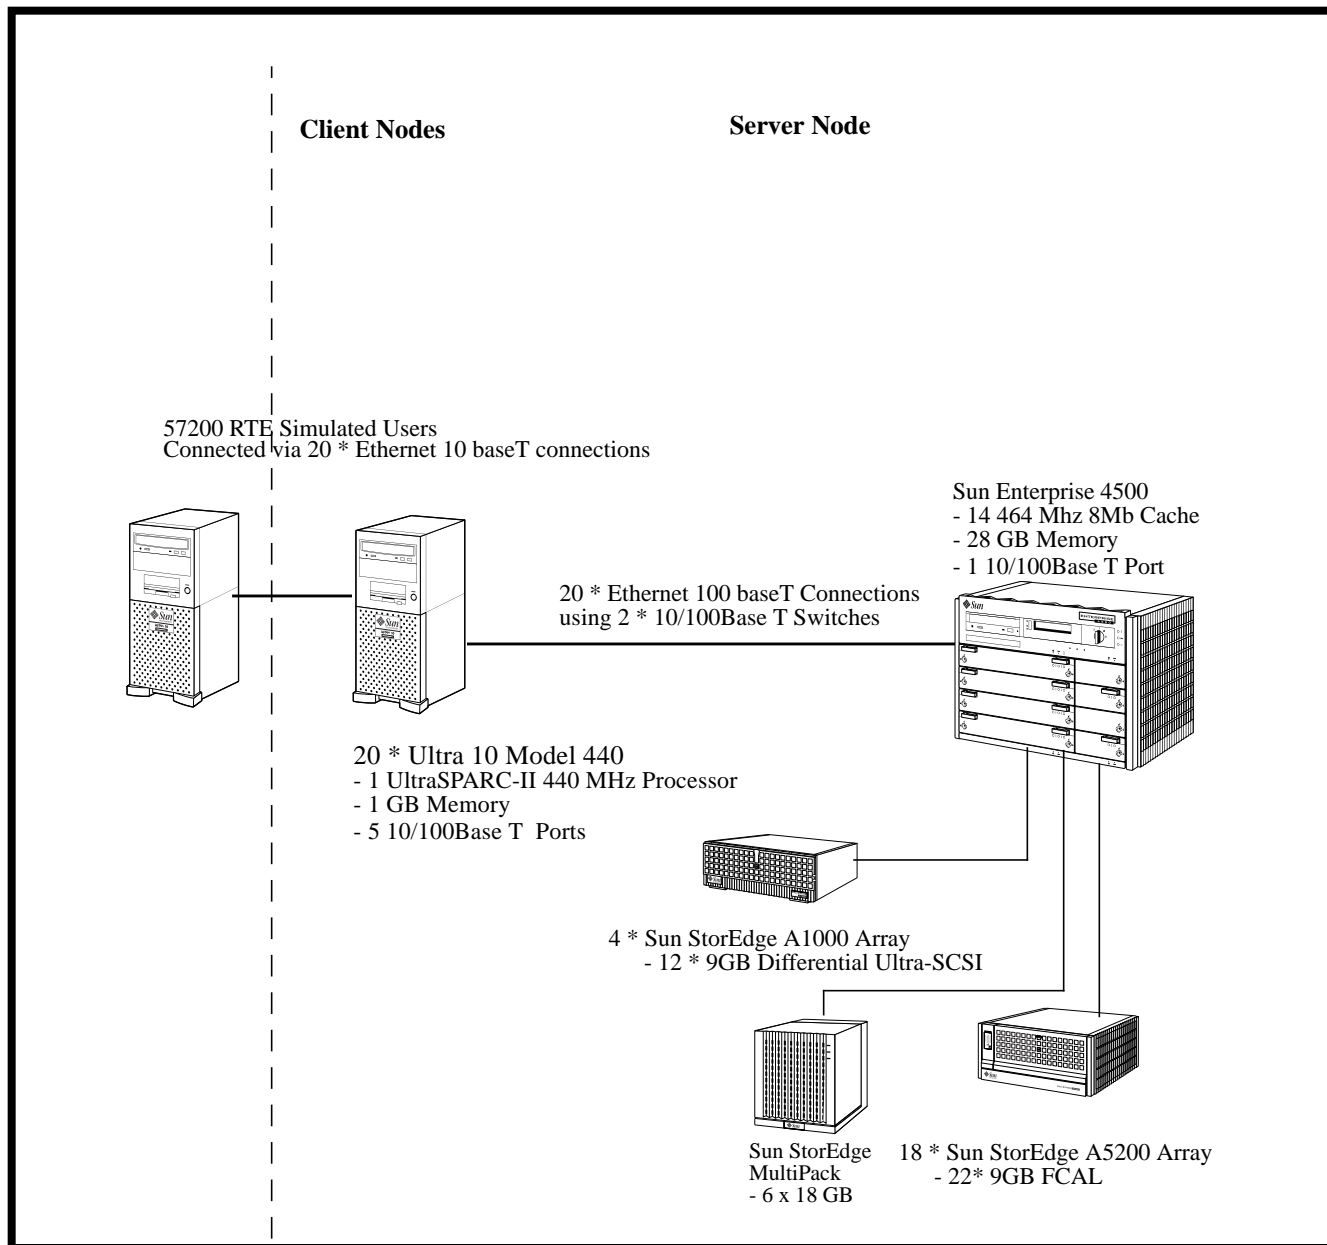 Client Nodes
Server Node
57200 RTE Simulated Users
Connected via 20 * Ethernet 10 baseT connections
Sun Enterprise 4500
- 14 464 Mhz 8Mb Cache
- 28 GB Memory
- 1 10/100Base T Port
20 * Ethernet 100 baseT Connections
using 2 * 10/100Base T Switches
Sun
Sun
Sun
20 * Ultra 10 Model 440
- 1 UltraSPARC-II 440 MHz Processor
- 1 GB Memory
- 5 10/100Base T  Ports
4 * Sun StorEdge A1000 Array
- 12 * 9GB Differential Ultra-SCSI
Sun StorEdge
MultiPack
- 6 x 18 GB
18 * Sun StorEdge A5200 Array
- 22* 9GB FCAL